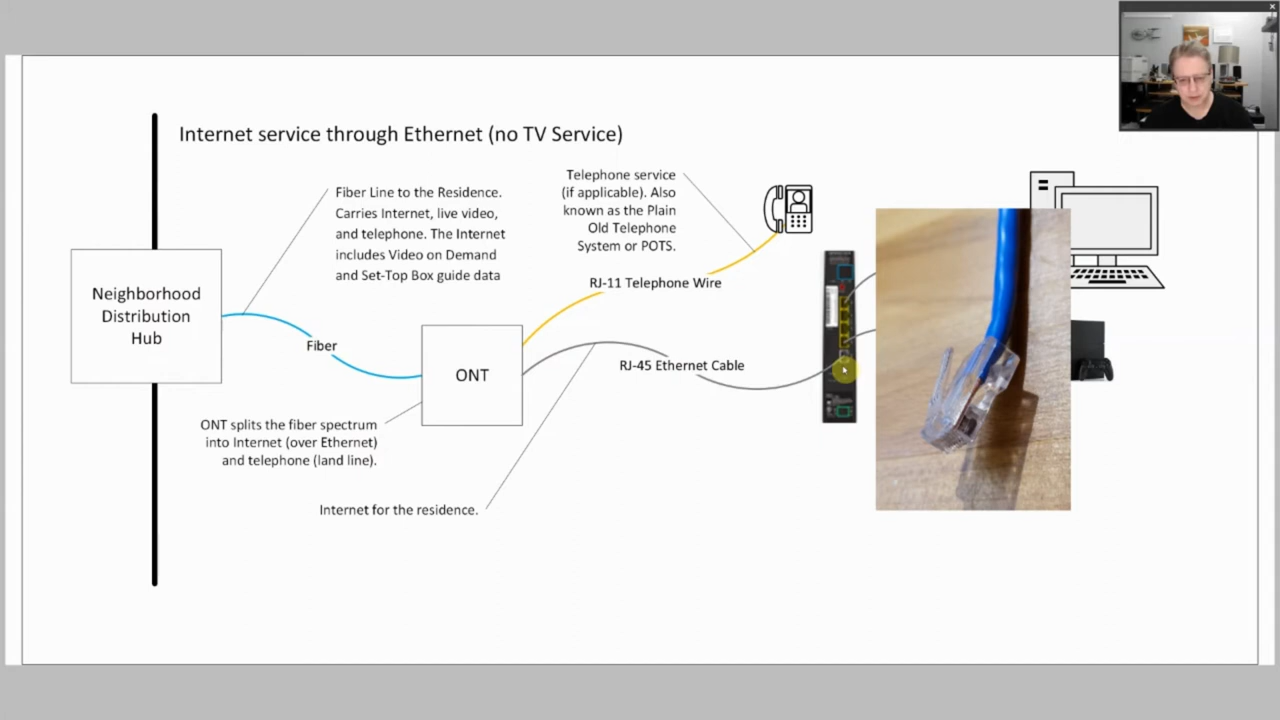 Internet service through Ethernet (no TV Service)
Fiber Line to the Residence.
Carries Internet, live video,
and telephone. The Internet
includes Video on Demand
and Set-Top Box guide data
Telephone service
(if applicable). Also
known as the Plain
Old Telephone
System or POTS.
RJ-11 Telephone Wire
Neighborhood
Distribution
Hub
Fiber
ONT
RJ-45 Ethernet Cable
ONT splits the fiber spectrum
into Internet (over Ethernet)
and telephone (land line).
Internet for the residence.